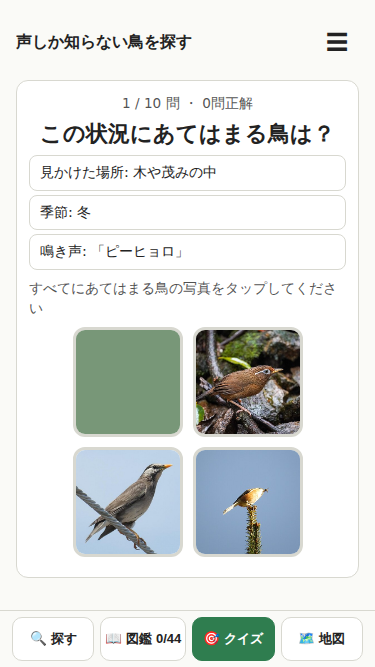 声しか知らない鳥を探す
1 / 10 問 ・ 0問正解
この状況にあてはまる鳥は？
見かけた場所: 木や茂みの中
季節: 冬
鳴き声: 「ピーヒョロ」
すべてにあてはまる鳥の写真をタップしてくださ
い
🔍 探す
📖 図鑑 0/44
🎯 クイズ
🗺️ 地図